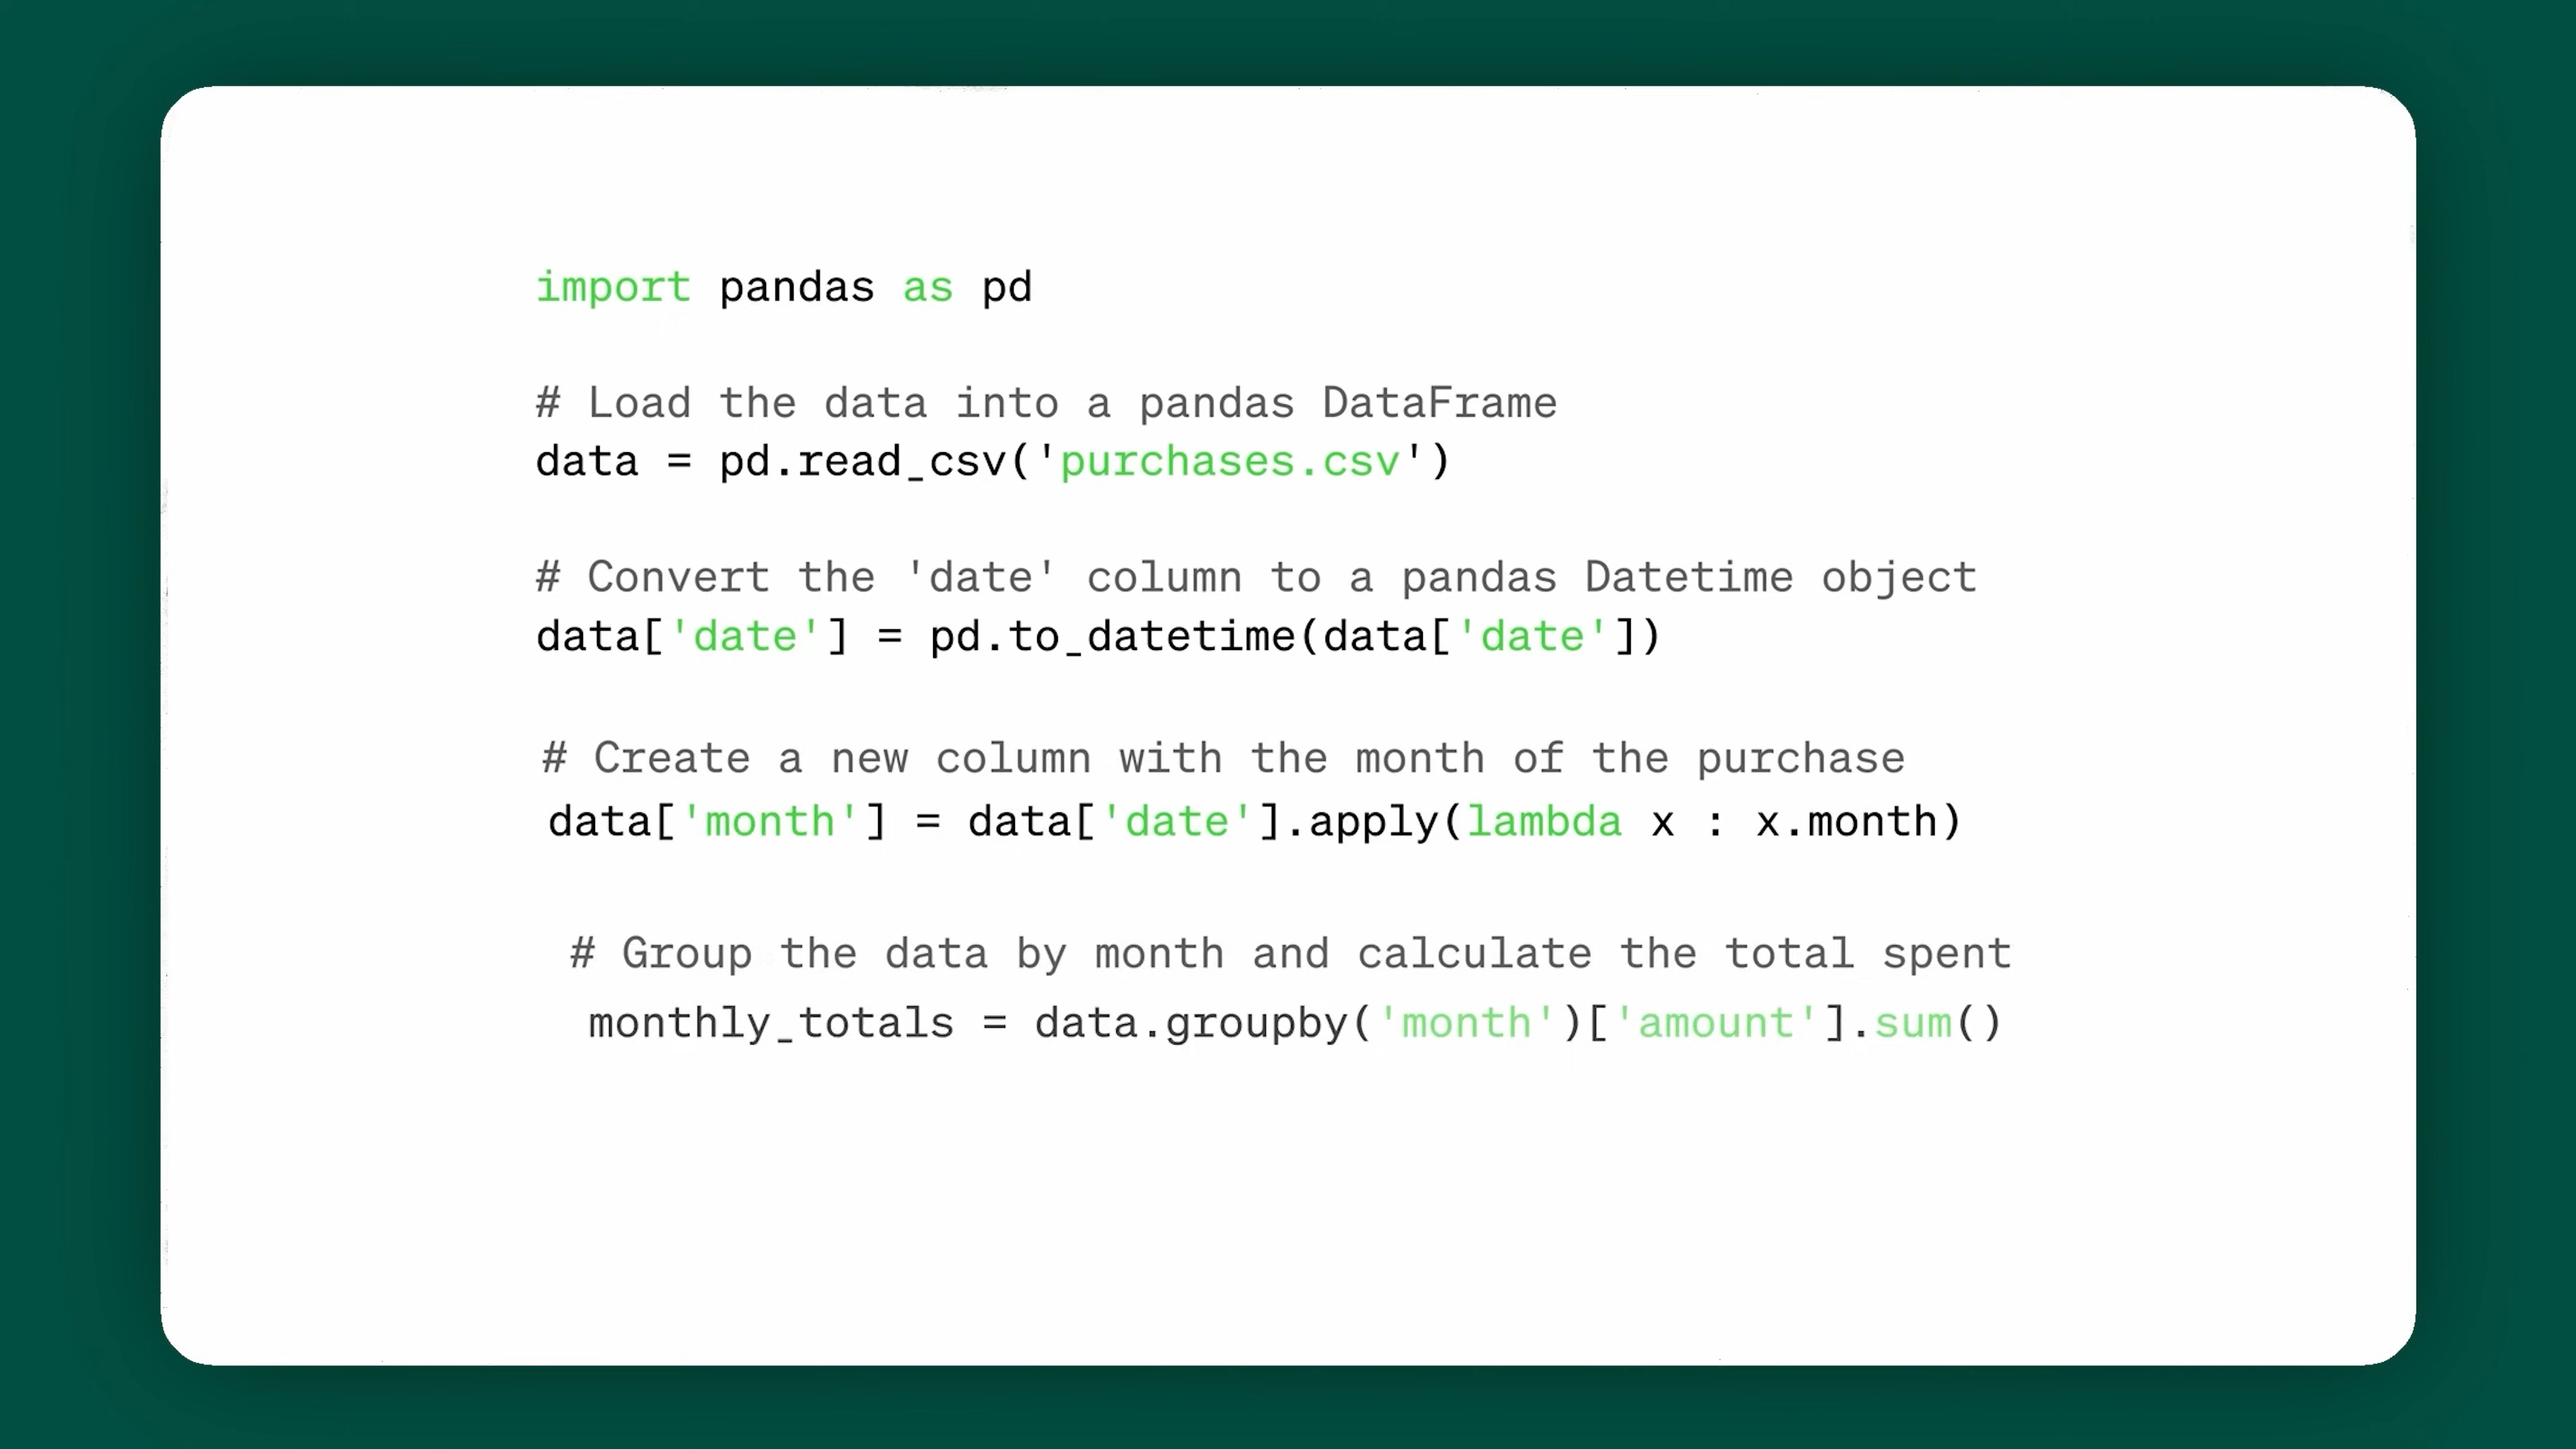 import pandas as pd
# Load the data into a pandas DataFrame
data = pd.read_csv('purchases.csv')
# Convert the 'date' column to a pandas Datetime object
data['date'] = pd.to_datetime(data['date'])
# Create a new column with the month of the purchase
data['month'] = data['date'].apply(lambda x : x.month)
# Group the data by month and calculate the total spent
monthly_totals = data.groupby('month')['amount'].sum()